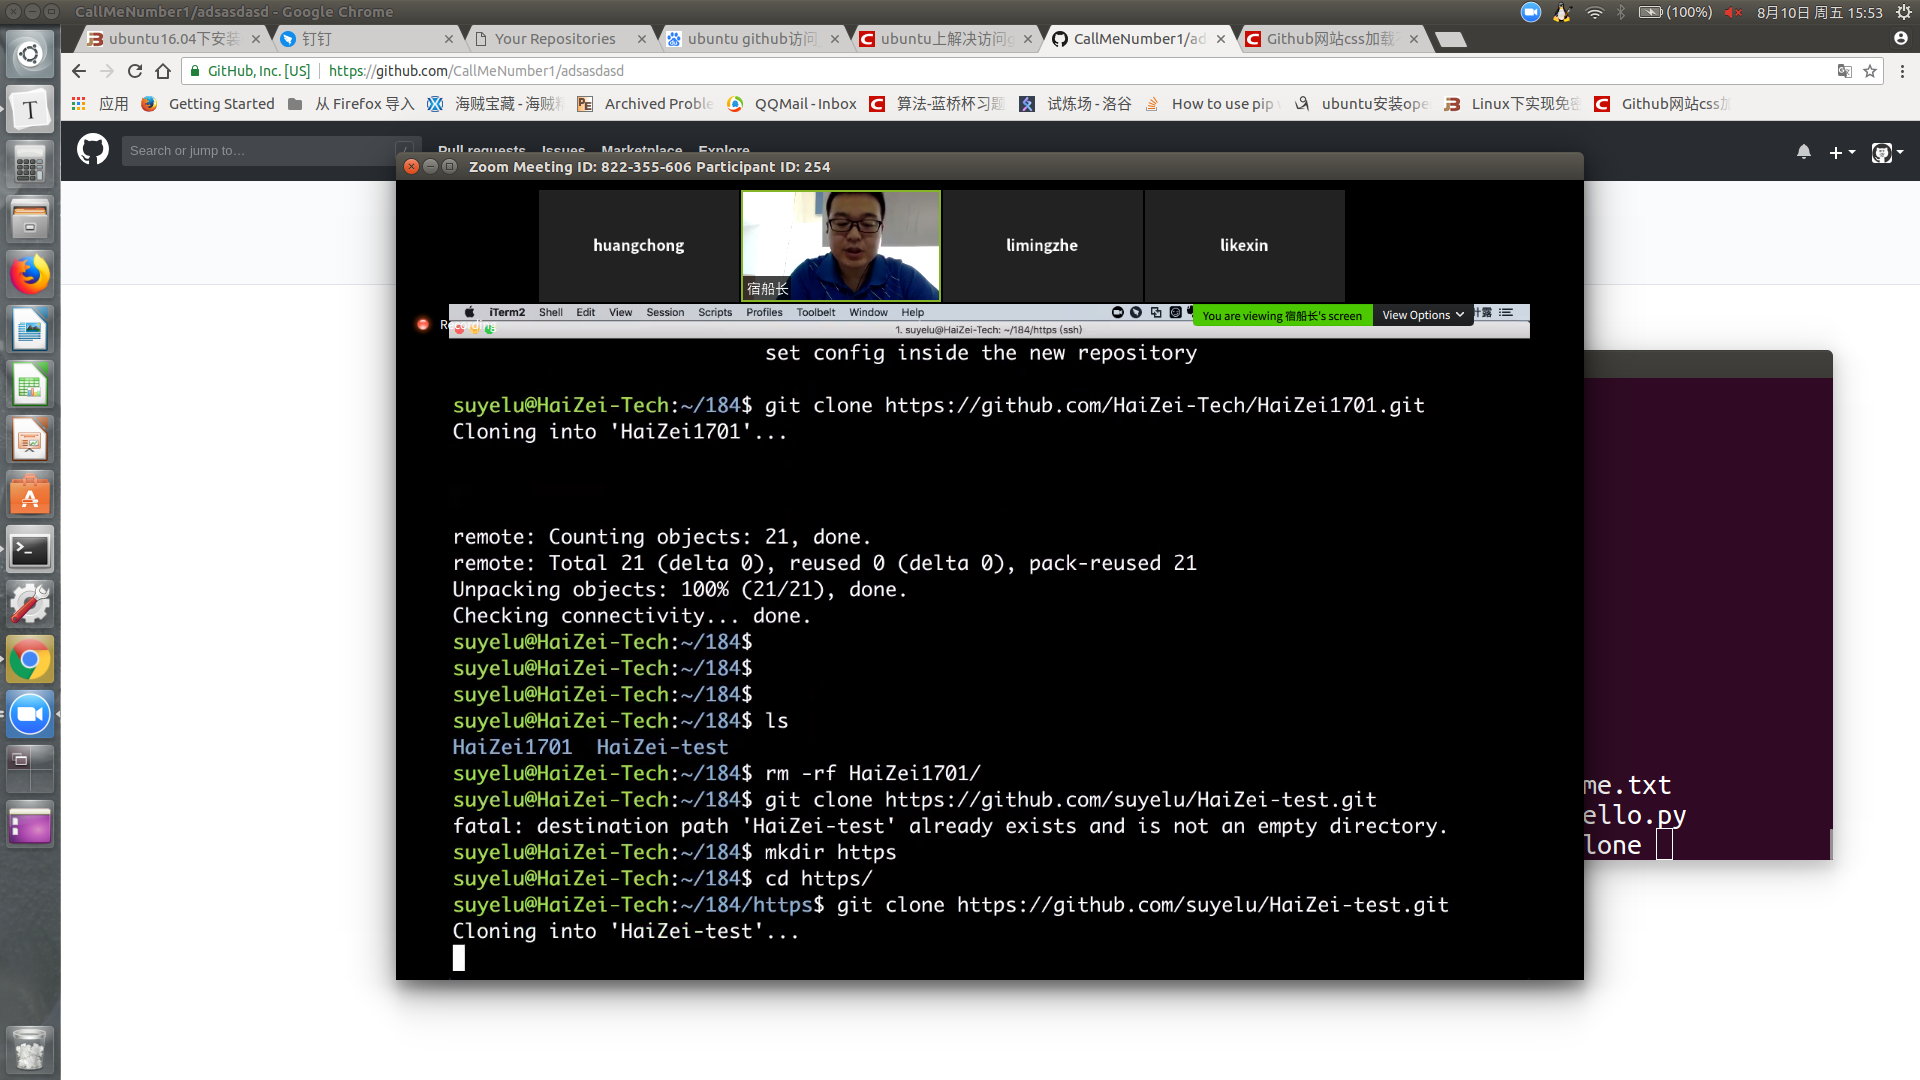 CallMeNumber1/adsasdasd - Google Chrome
(100%)
8月10日 周五 15:53
ubuntu16.04下安装
钉钉
Your Repositories
ubuntu github访问
ubuntu上解决访问g
CallMeNumber1/ad
Github网站css加载
GitHub, Inc. [US]
https://github.com/CallMeNumber1/adsasdasd
应用
Getting Started
从 Firefox 导入
海贼宝藏 - 海贼
Archived Proble
QQMail - Inbox
算法-蓝桥杯习题
试炼场 - 洛谷
How to use pip
ubuntu安装ope
Linux下实现免密
Github网站css加
Search or jump to…
Pull requests Issues Marketplace Explore
Zoom Meeting ID: 822-355-606 Participant ID: 254
huangchong
宿船长
limingzhe
likexin
Recording
iTerm2 Shell Edit View Session Scripts Profiles Toolbelt Window Help
You are viewing 宿船长's screen
View Options
1. suyelu@HaiZei-Tech: ~/184/https (ssh)
set config inside the new repository
suyelu@HaiZei-Tech:~/184$ git clone https://github.com/HaiZei-Tech/HaiZei1701.git
Cloning into 'HaiZei1701'...
remote: Counting objects: 21, done.
remote: Total 21 (delta 0), reused 0 (delta 0), pack-reused 21
Unpacking objects: 100% (21/21), done.
Checking connectivity... done.
suyelu@HaiZei-Tech:~/184$
suyelu@HaiZei-Tech:~/184$
suyelu@HaiZei-Tech:~/184$
suyelu@HaiZei-Tech:~/184$ ls
HaiZei1701  HaiZei-test
suyelu@HaiZei-Tech:~/184$ rm -rf HaiZei1701/
suyelu@HaiZei-Tech:~/184$ git clone https://github.com/suyelu/HaiZei-test.git
fatal: destination path 'HaiZei-test' already exists and is not an empty directory.
suyelu@HaiZei-Tech:~/184$ mkdir https
suyelu@HaiZei-Tech:~/184$ cd https/
suyelu@HaiZei-Tech:~/184/https$ git clone https://github.com/suyelu/HaiZei-test.git
Cloning into 'HaiZei-test'...
me.txt
ello.py
lone